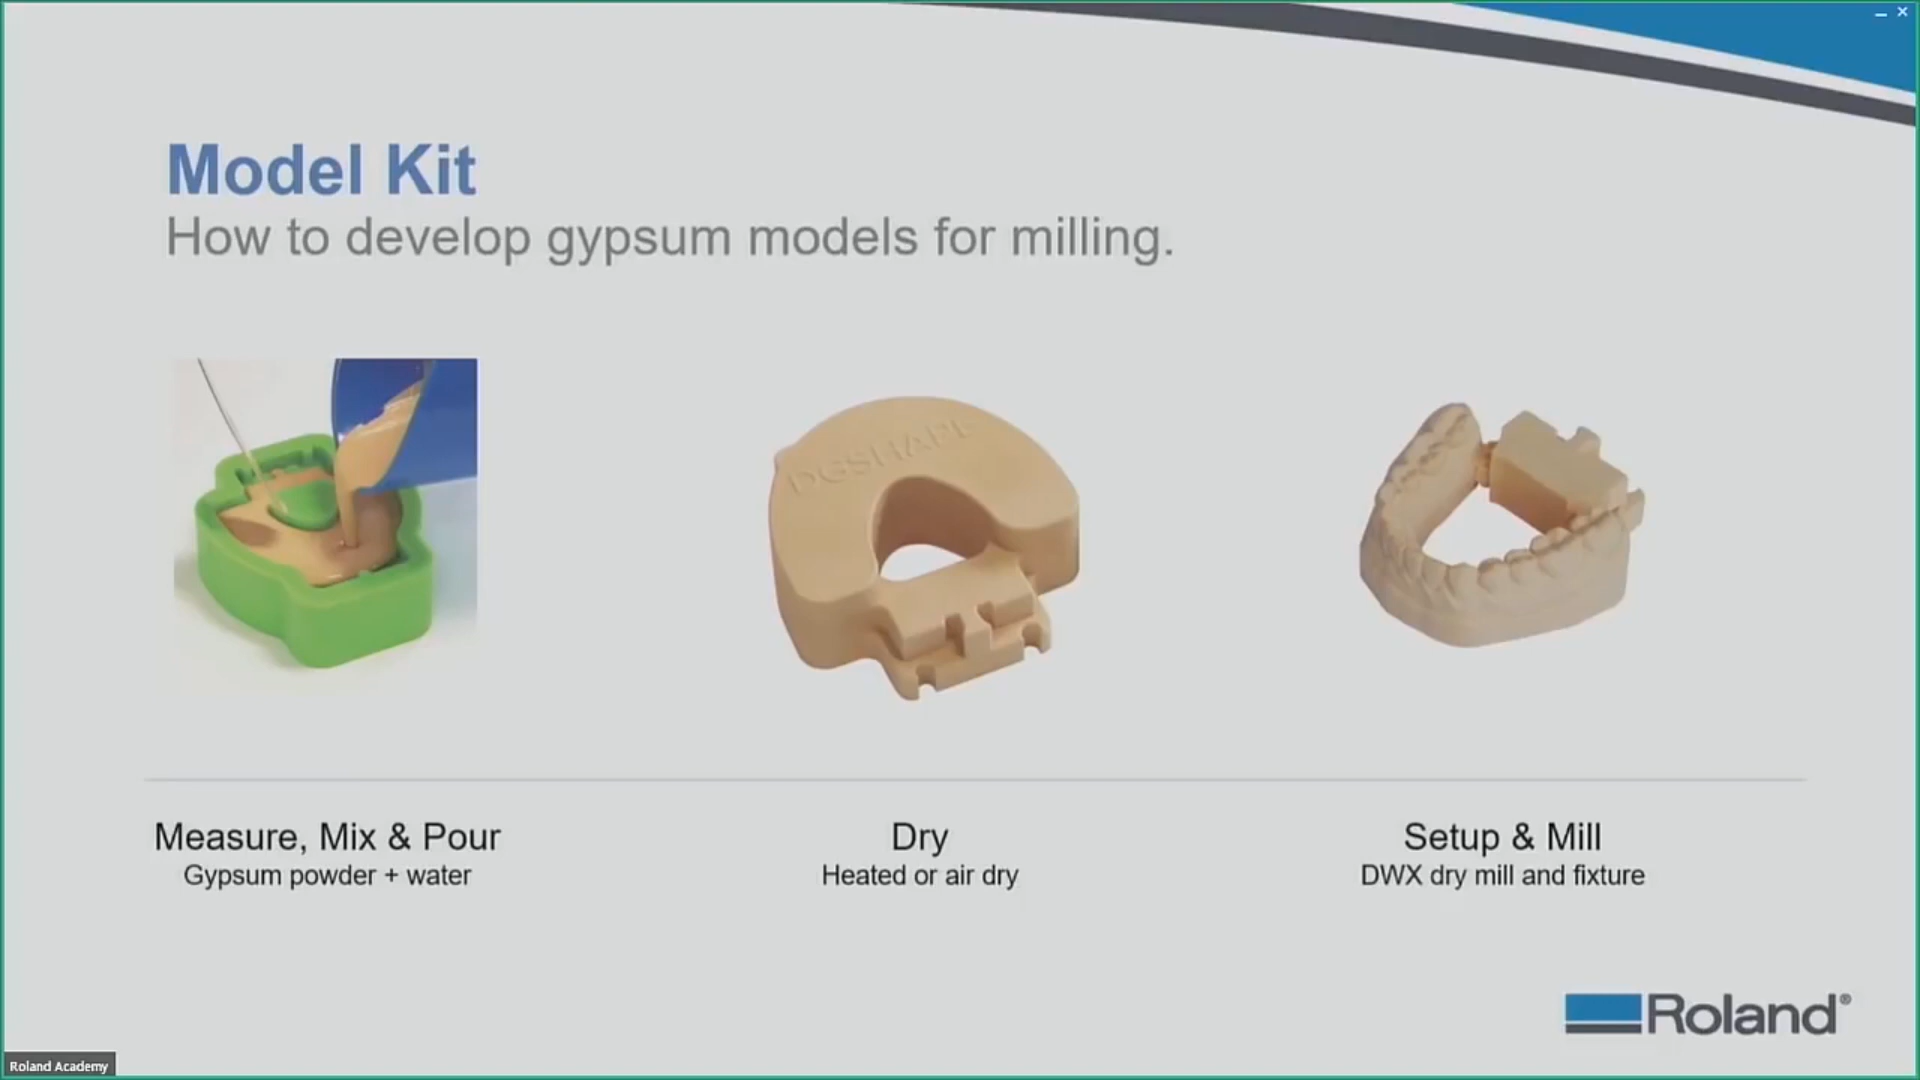 Model Kit
How to develop gypsum models for milling.
DGSHAPE
Measure, Mix & Pour
Gypsum powder + water
Dry
Heated or air dry
Setup & Mill
DWX dry mill and fixture
Roland®
Roland Academy